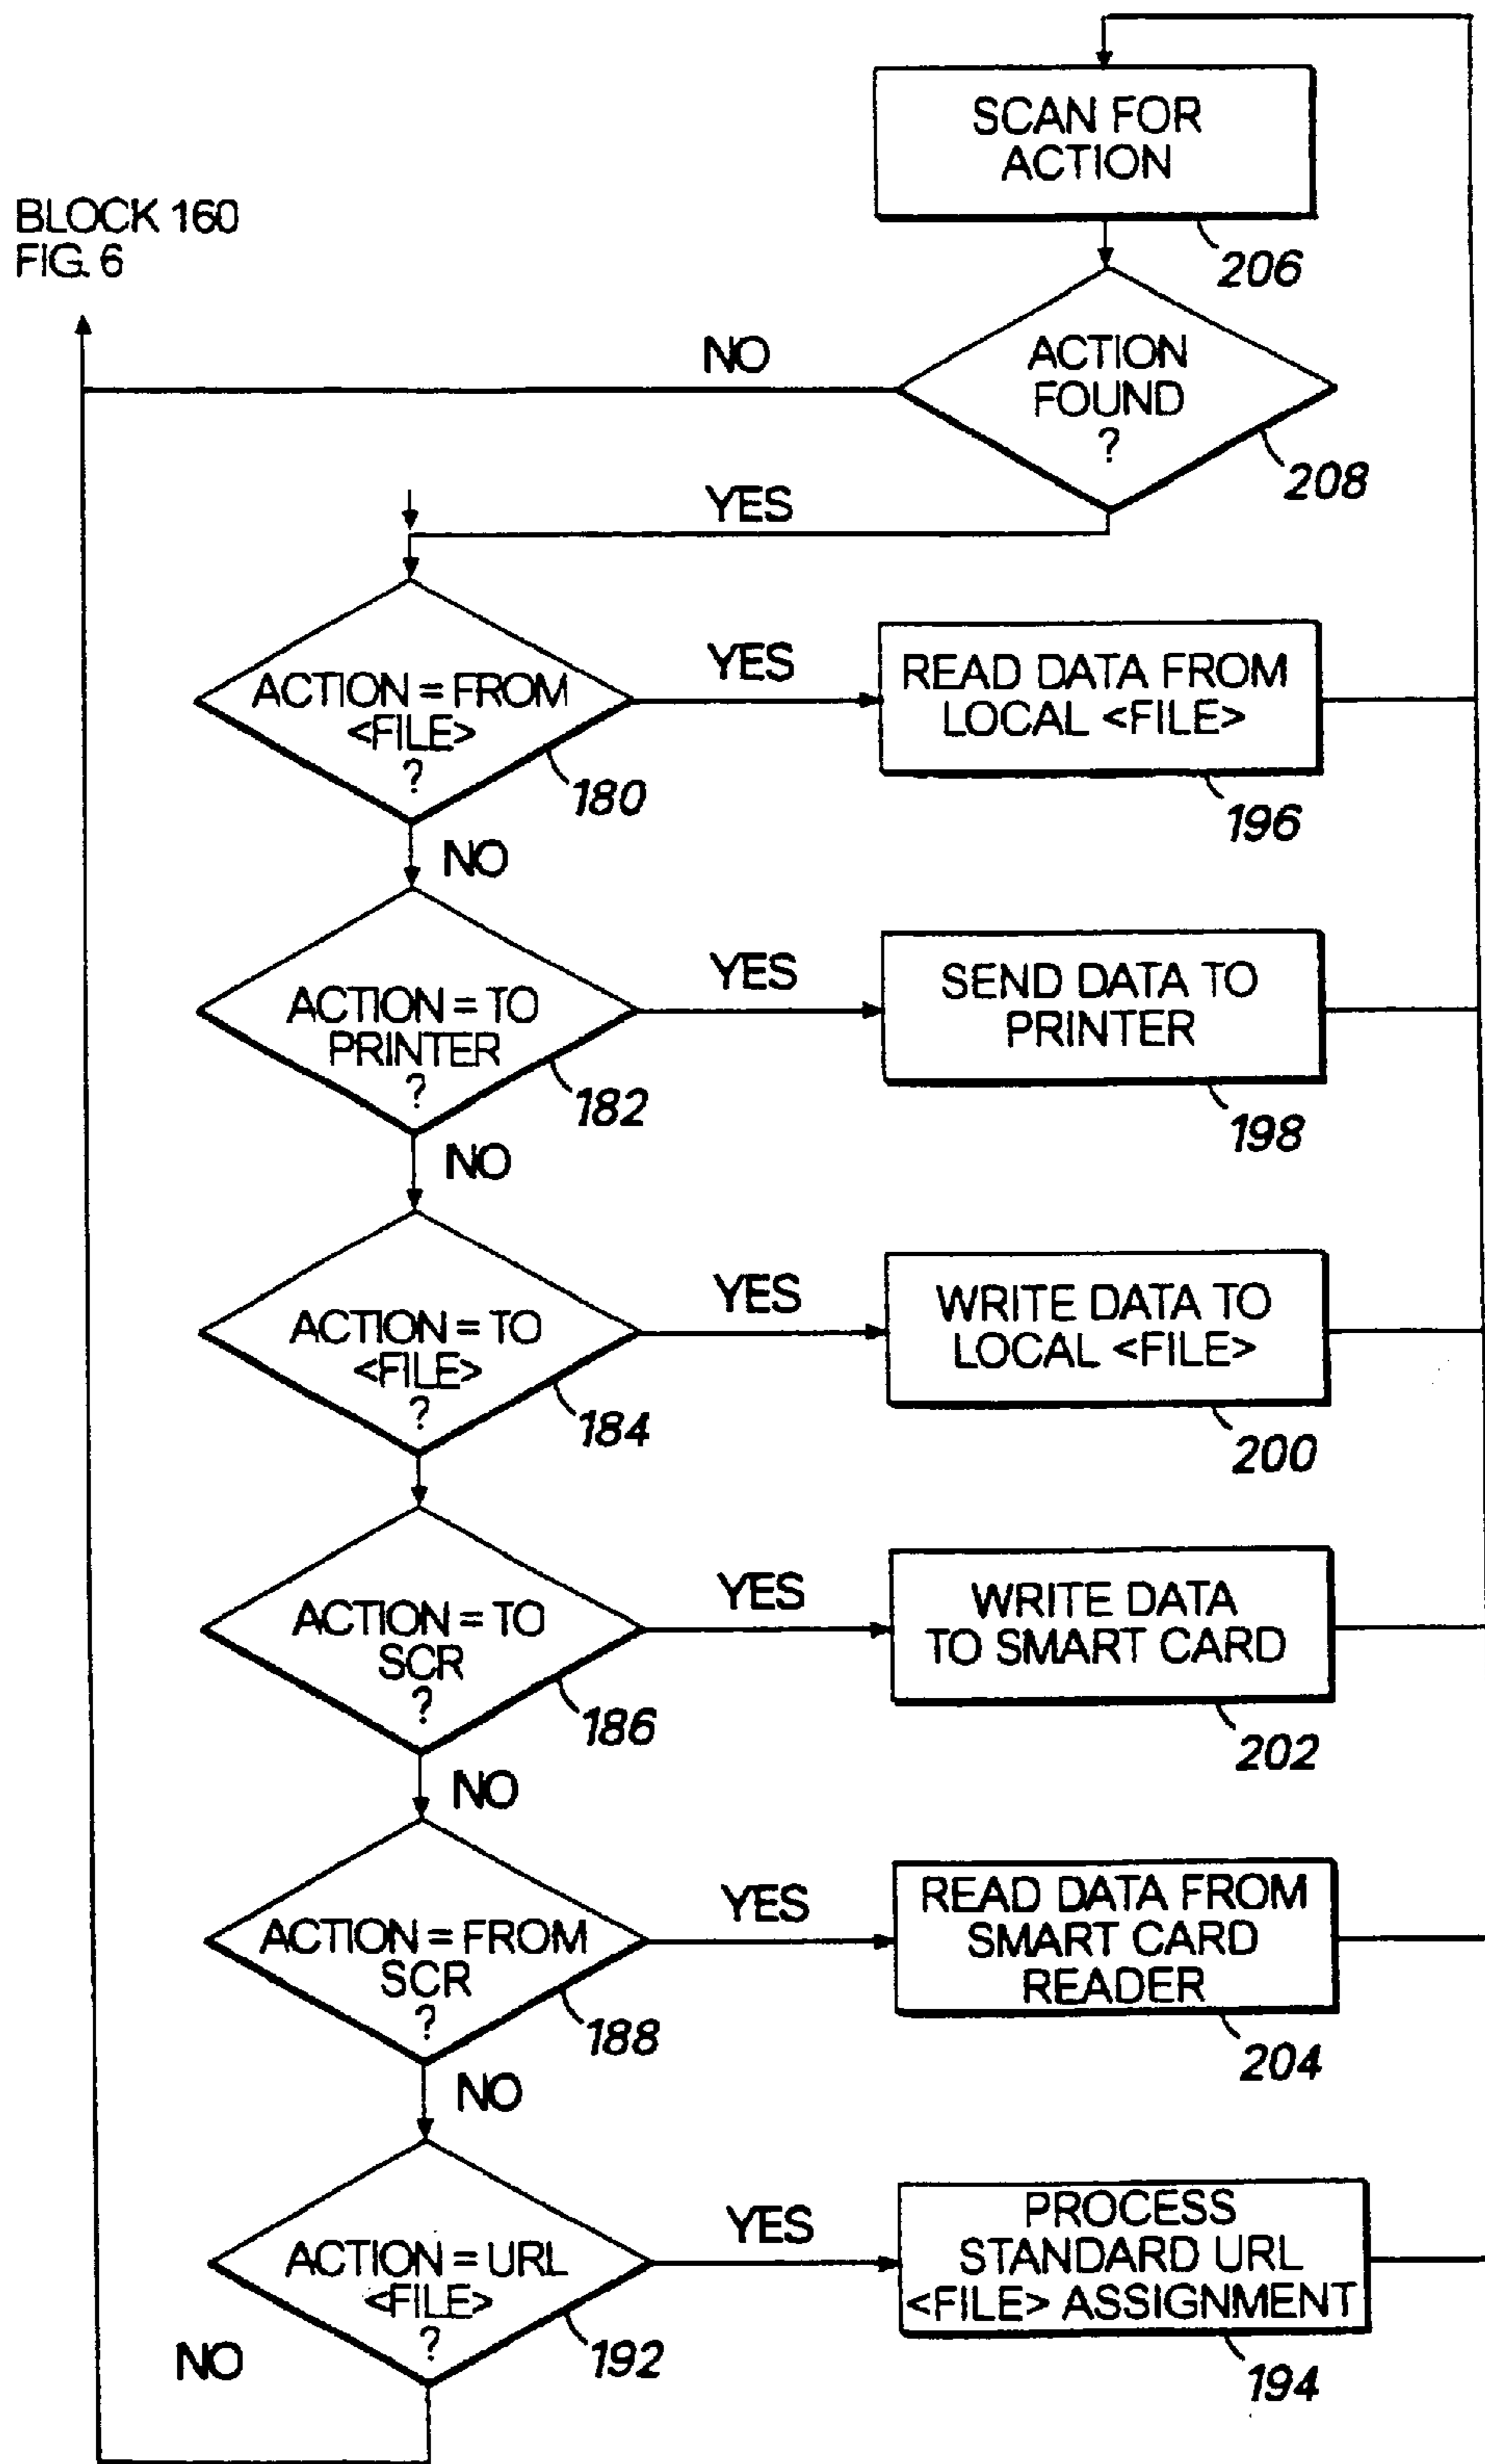 SCAN FOR
ACTION
206
BLOCK 160
FIG. 6
NO
ACTION
FOUND
?
208
YES
ACTION = FROM
<FILE>
?
180
YES
READ DATA FROM
LOCAL <FILE>
196
NO
ACTION = TO
PRINTER
?
182
YES
SEND DATA TO
PRINTER
198
NO
ACTION = TO
<FILE>
?
184
YES
WRITE DATA TO
LOCAL <FILE>
200
ACTION = TO
SCR
?
186
YES
WRITE DATA
TO SMART CARD
202
NO
ACTION = FROM
SCR
?
188
YES
READ DATA FROM
SMART CARD
READER
204
NO
ACTION = URL
<FILE>
?
192
YES
PROCESS
STANDARD URL
<FILE> ASSIGNMENT
194
NO